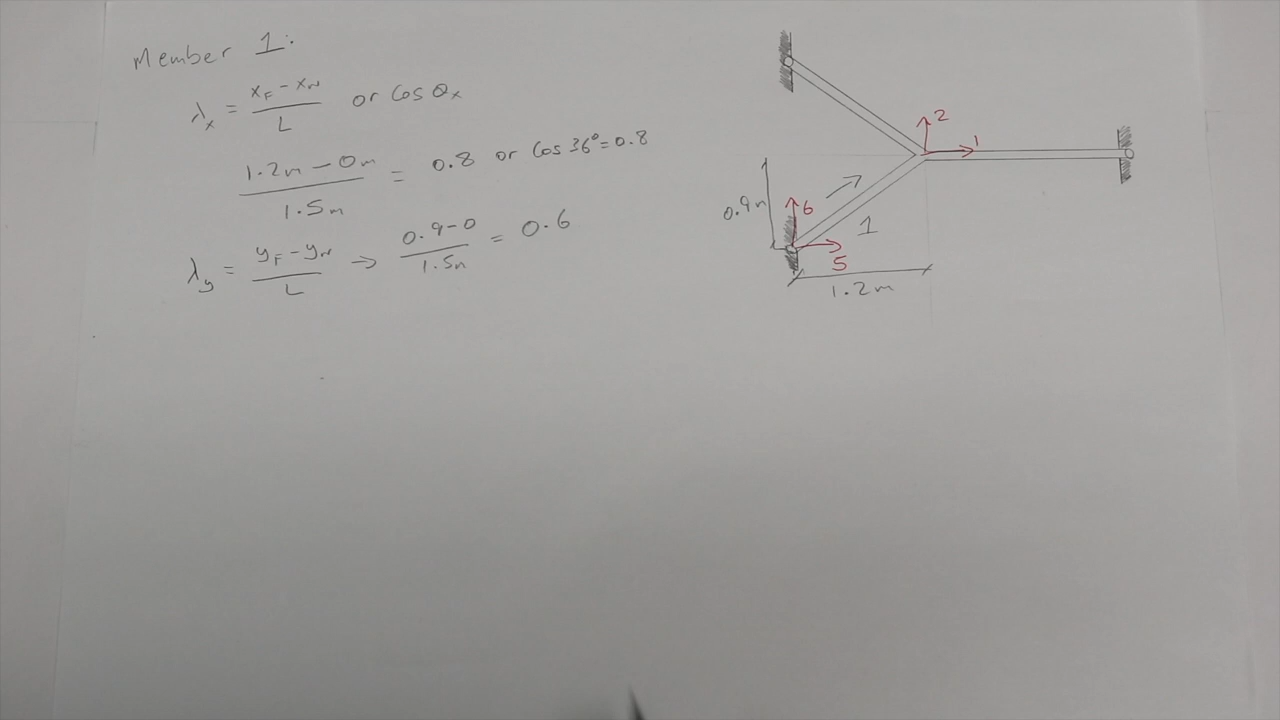 Member 1:
λx = xF - xN / L or Cos θx
1.2m - 0m / 1.5m = 0.8 or Cos 36° = 0.8
λy = yF - yN / L → 0.9 - 0 / 1.5m = 0.6
2
1
0.9m
6
1
5
1.2m